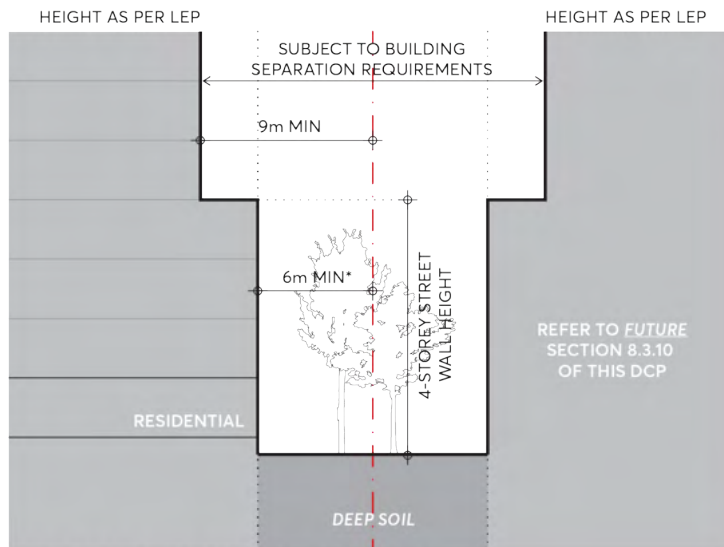 HEIGHT AS PER LEP
HEIGHT AS PER LEP
SUBJECT TO BUILDING
SEPARATION REQUIREMENTS
9m MIN
6m MIN*
4-STOREY STREET
WALL HEIGHT
REFER TO FUTURE
SECTION 8.3.10
OF THIS DCP
RESIDENTIAL
DEEP SOIL